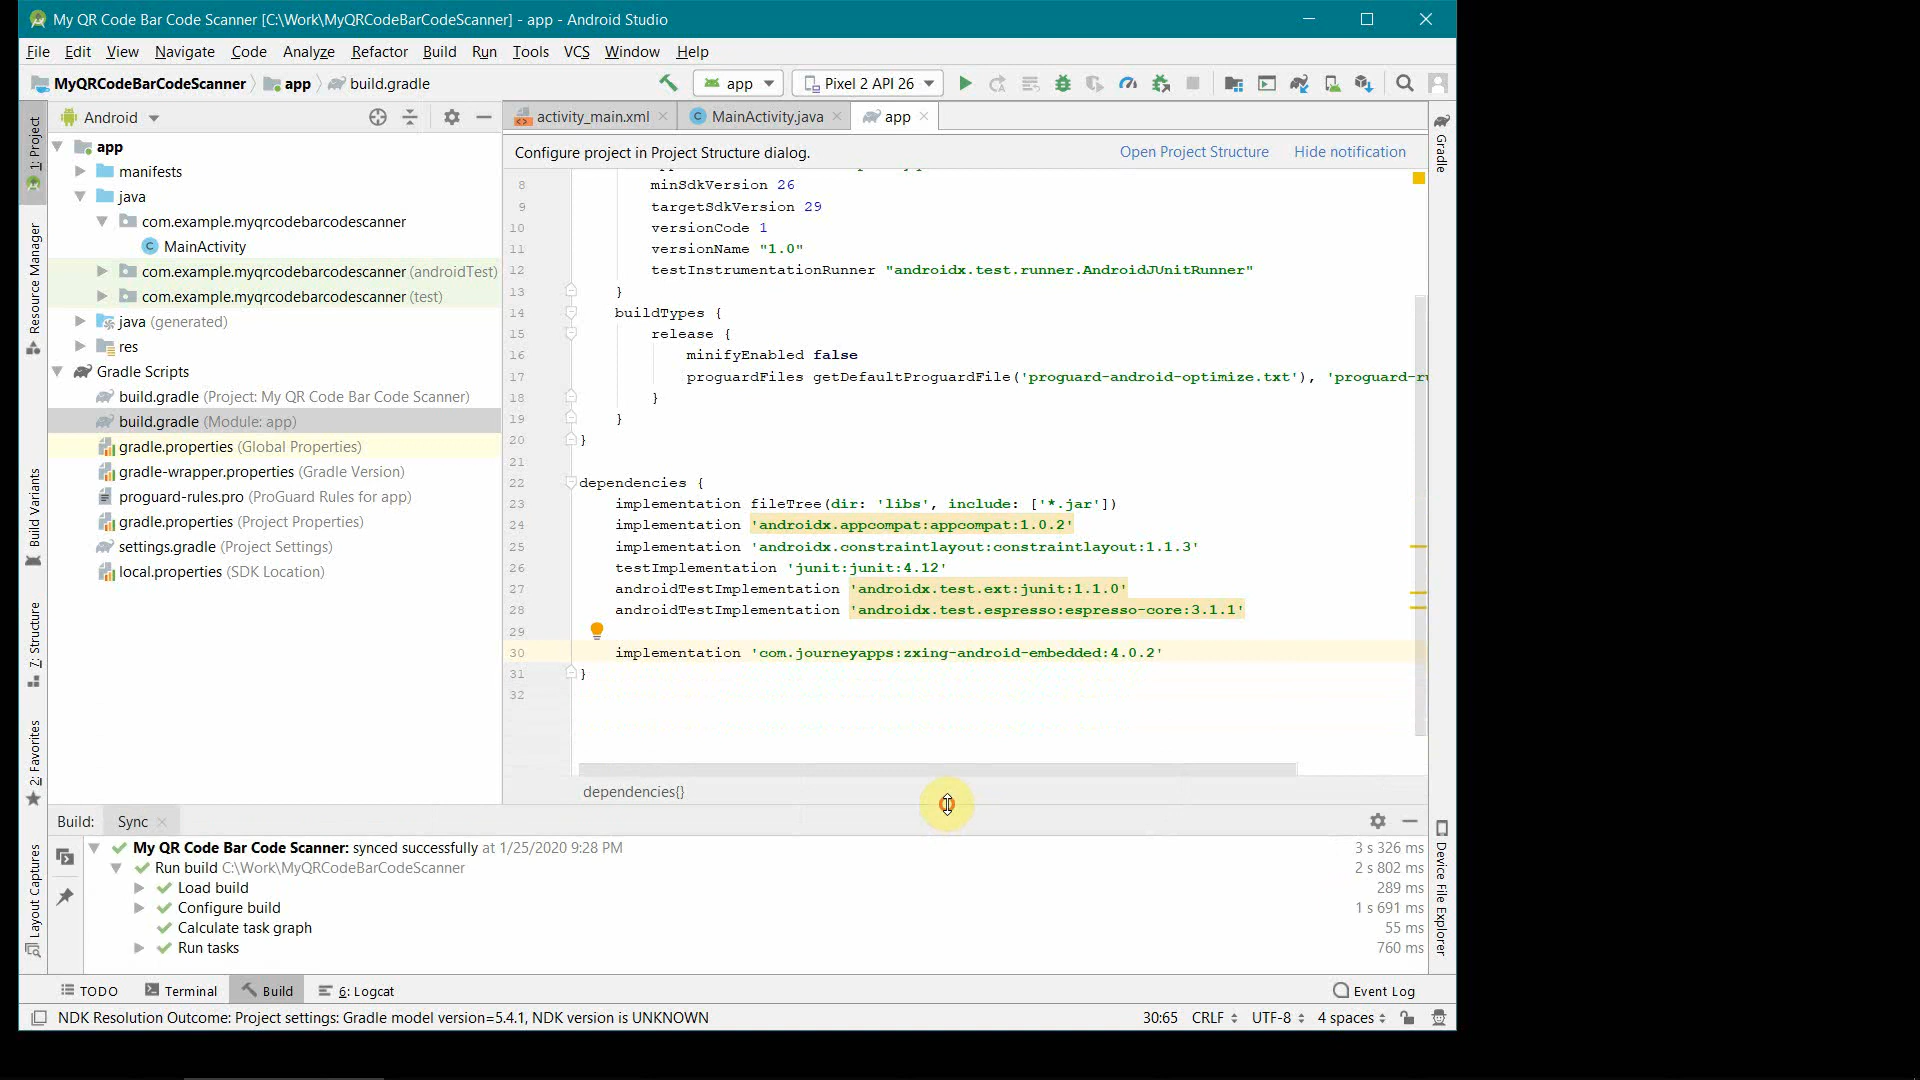 My QR Code Bar Code Scanner [C:\Work\MyQRCodeBarCodeScanner] - app - Android Studio
File Edit View Navigate Code Analyze Refactor Build Run Tools VCS Window Help
MyQRCodeBarCodeScanner app build.gradle app Pixel 2 API 26
1: Project
Resource Manager
Build Variants
7: Structure
2: Favorites
Layout Captures
Android
app
manifests
java
com.example.myqrcodebarcodescanner
MainActivity
com.example.myqrcodebarcodescanner (androidTest)
com.example.myqrcodebarcodescanner (test)
java (generated)
res
Gradle Scripts
build.gradle (Project: My QR Code Bar Code Scanner)
build.gradle (Module: app)
gradle.properties (Global Properties)
gradle-wrapper.properties (Gradle Version)
proguard-rules.pro (ProGuard Rules for app)
gradle.properties (Project Properties)
settings.gradle (Project Settings)
local.properties (SDK Location)
activity_main.xml MainActivity.java app
Configure project in Project Structure dialog. Open Project Structure Hide notification
8 minSdkVersion 26
9 targetSdkVersion 29
10 versionCode 1
11 versionName "1.0"
12 testInstrumentationRunner "androidx.test.runner.AndroidJUnitRunner"
13 }
14 buildTypes {
15 release {
16 minifyEnabled false
17 proguardFiles getDefaultProguardFile('proguard-android-optimize.txt'), 'proguard-ru
18 }
19 }
20 }
21
22 dependencies {
23 implementation fileTree(dir: 'libs', include: ['*.jar'])
24 implementation 'androidx.appcompat:appcompat:1.0.2'
25 implementation 'androidx.constraintlayout:constraintlayout:1.1.3'
26 testImplementation 'junit:junit:4.12'
27 androidTestImplementation 'androidx.test.ext:junit:1.1.0'
28 androidTestImplementation 'androidx.test.espresso:espresso-core:3.1.1'
29
30 implementation 'com.journeyapps:zxing-android-embedded:4.0.2'
31 }
32
dependencies{}
Gradle
Device File Explorer
Build: Sync
My QR Code Bar Code Scanner: synced successfully at 1/25/2020 9:28 PM 3 s 326 ms
Run build C:\Work\MyQRCodeBarCodeScanner 2 s 802 ms
Load build 289 ms
Configure build 1 s 691 ms
Calculate task graph 55 ms
Run tasks 760 ms
TODO Terminal Build 6: Logcat Event Log
NDK Resolution Outcome: Project settings: Gradle model version=5.4.1, NDK version is UNKNOWN 30:65 CRLF UTF-8 4 spaces